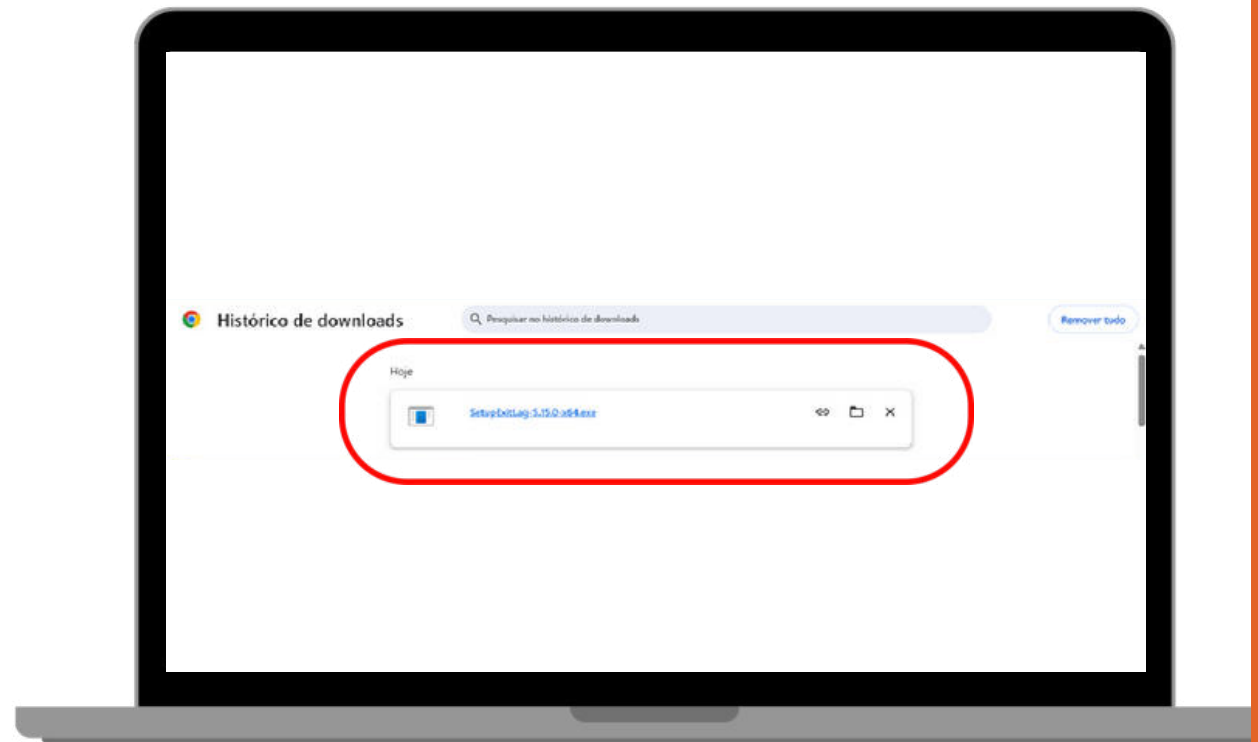 Histórico de downloads
Pesquisar no histórico de downloads
Remover tudo
Hoje
SetupExitLag-5.15.0-x64.exe